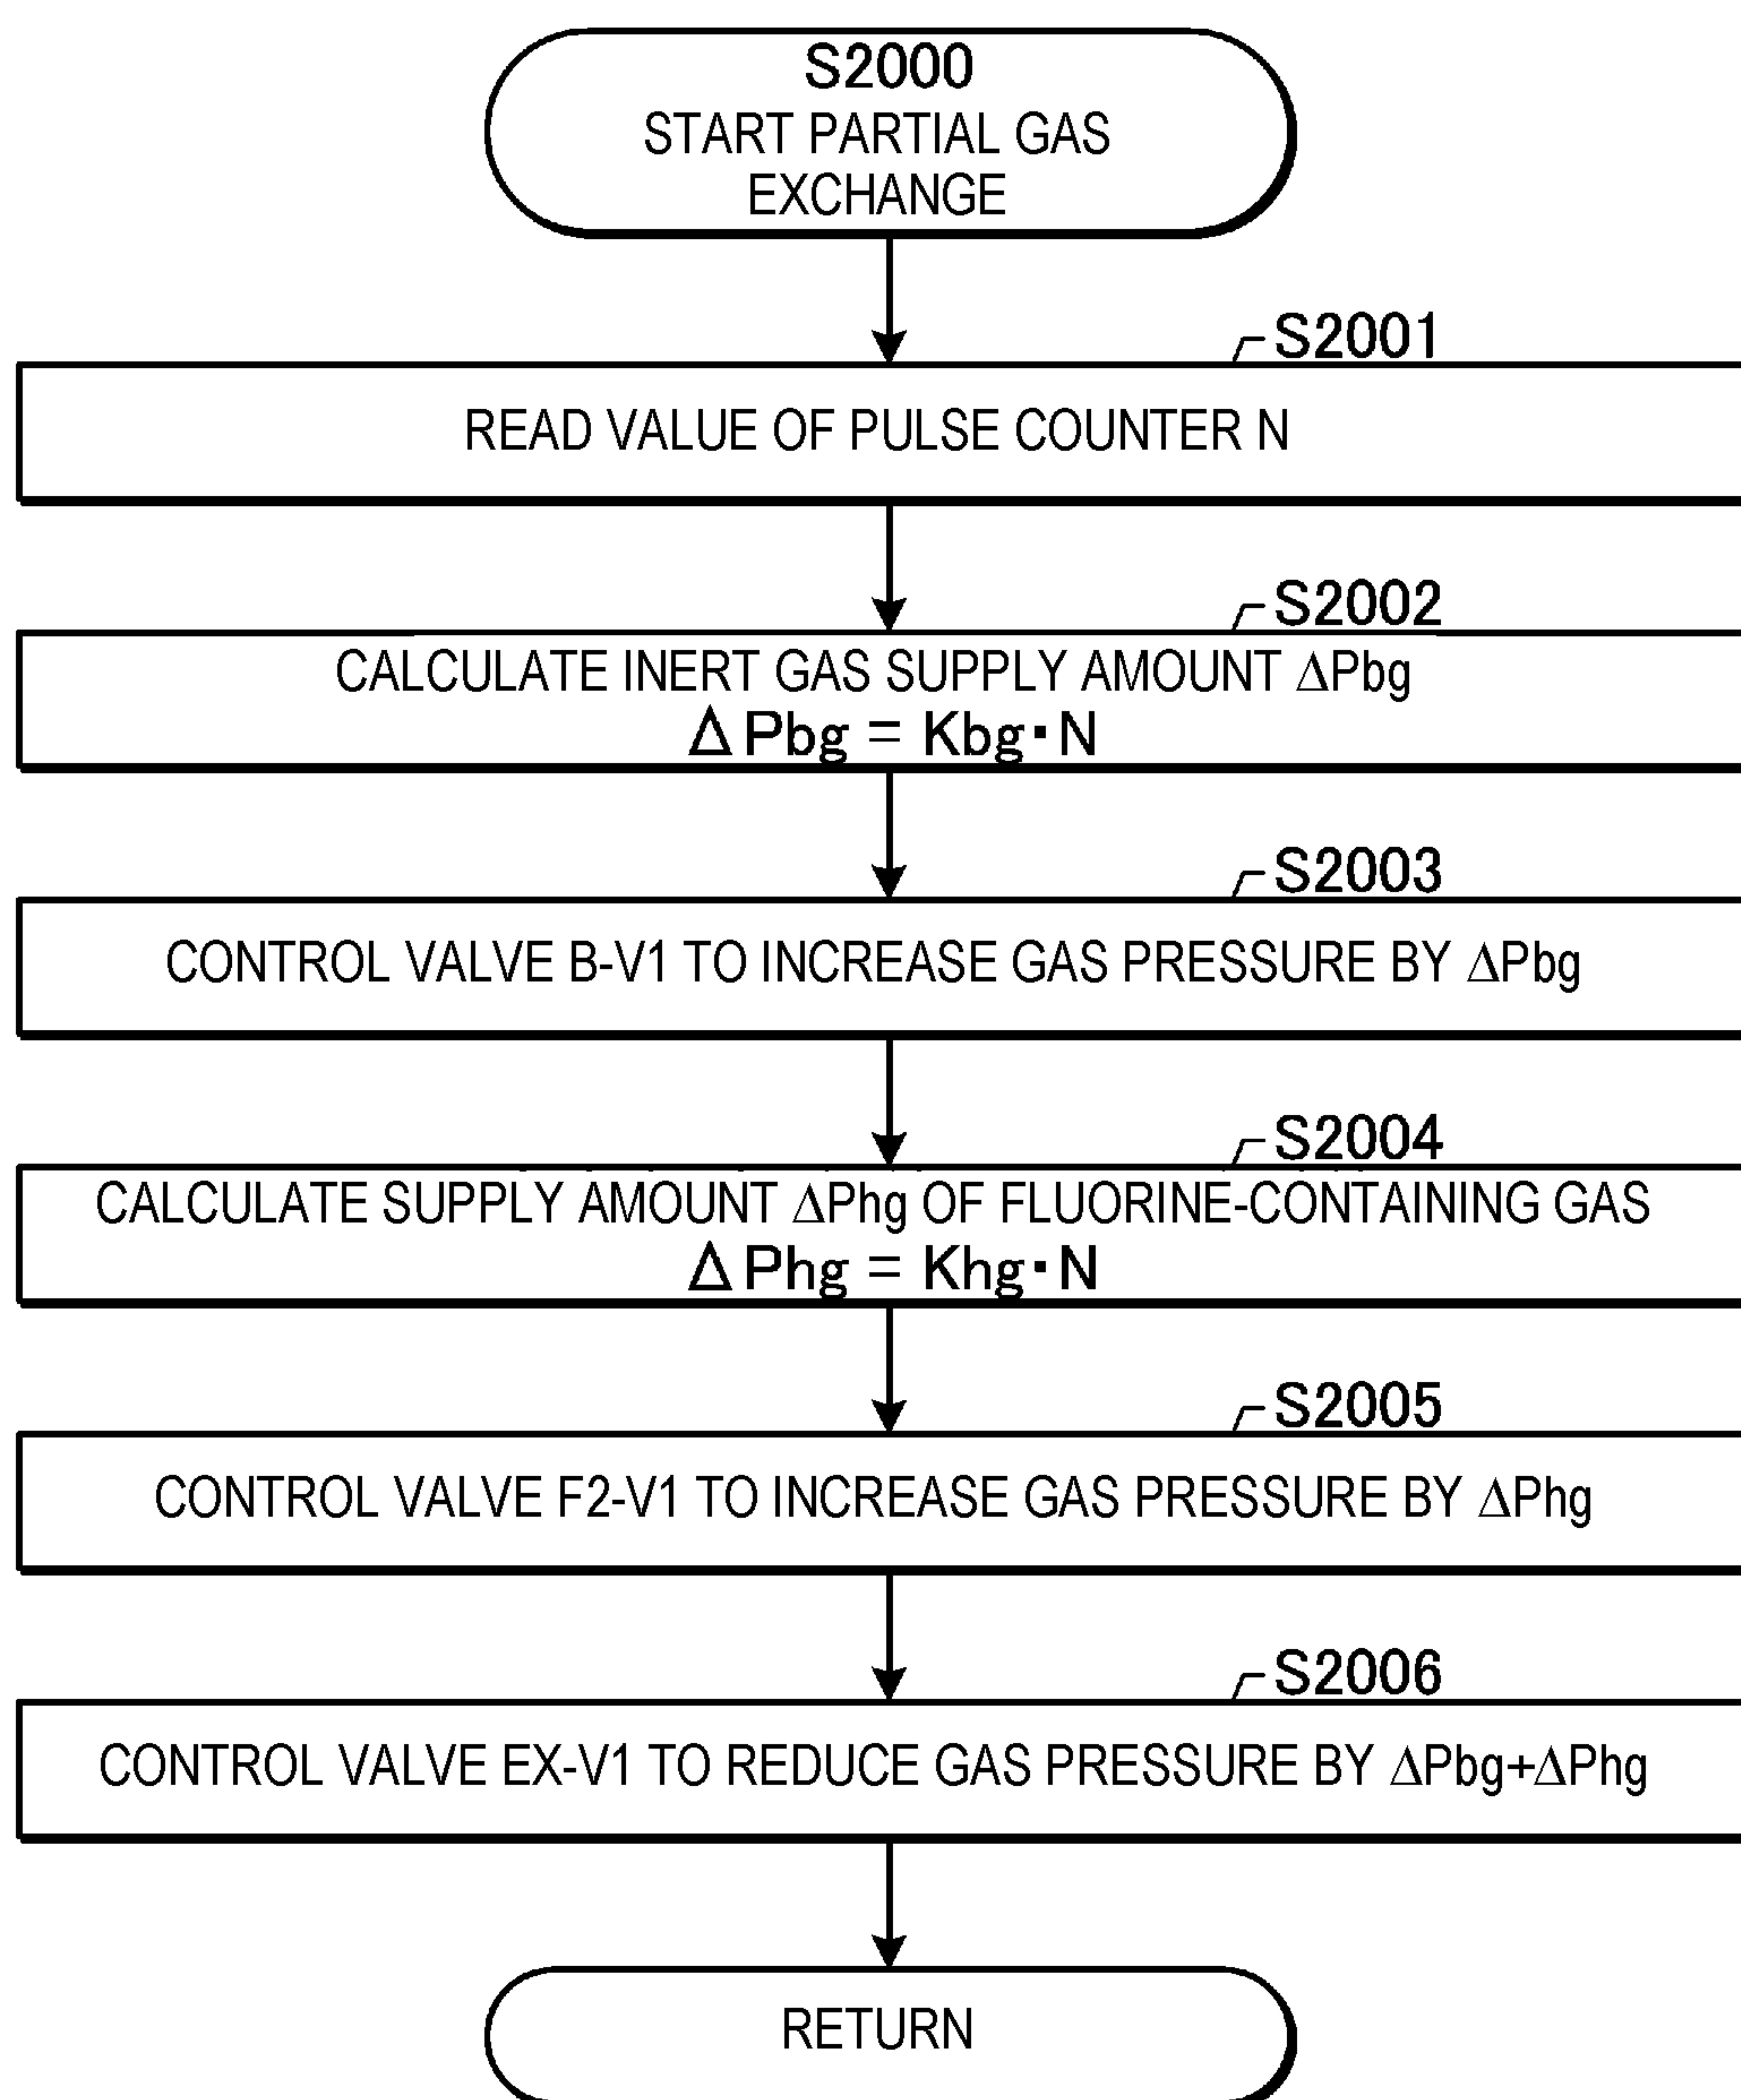 S2000
START PARTIAL GAS
EXCHANGE
S2001
READ VALUE OF PULSE COUNTER N
S2002
CALCULATE INERT GAS SUPPLY AMOUNT ΔPbg
ΔPbg = Kbg・N
S2003
CONTROL VALVE B-V1 TO INCREASE GAS PRESSURE BY ΔPbg
S2004
CALCULATE SUPPLY AMOUNT ΔPhg OF FLUORINE-CONTAINING GAS
ΔPhg = Khg・N
S2005
CONTROL VALVE F2-V1 TO INCREASE GAS PRESSURE BY ΔPhg
S2006
CONTROL VALVE EX-V1 TO REDUCE GAS PRESSURE BY ΔPbg+ΔPhg
RETURN